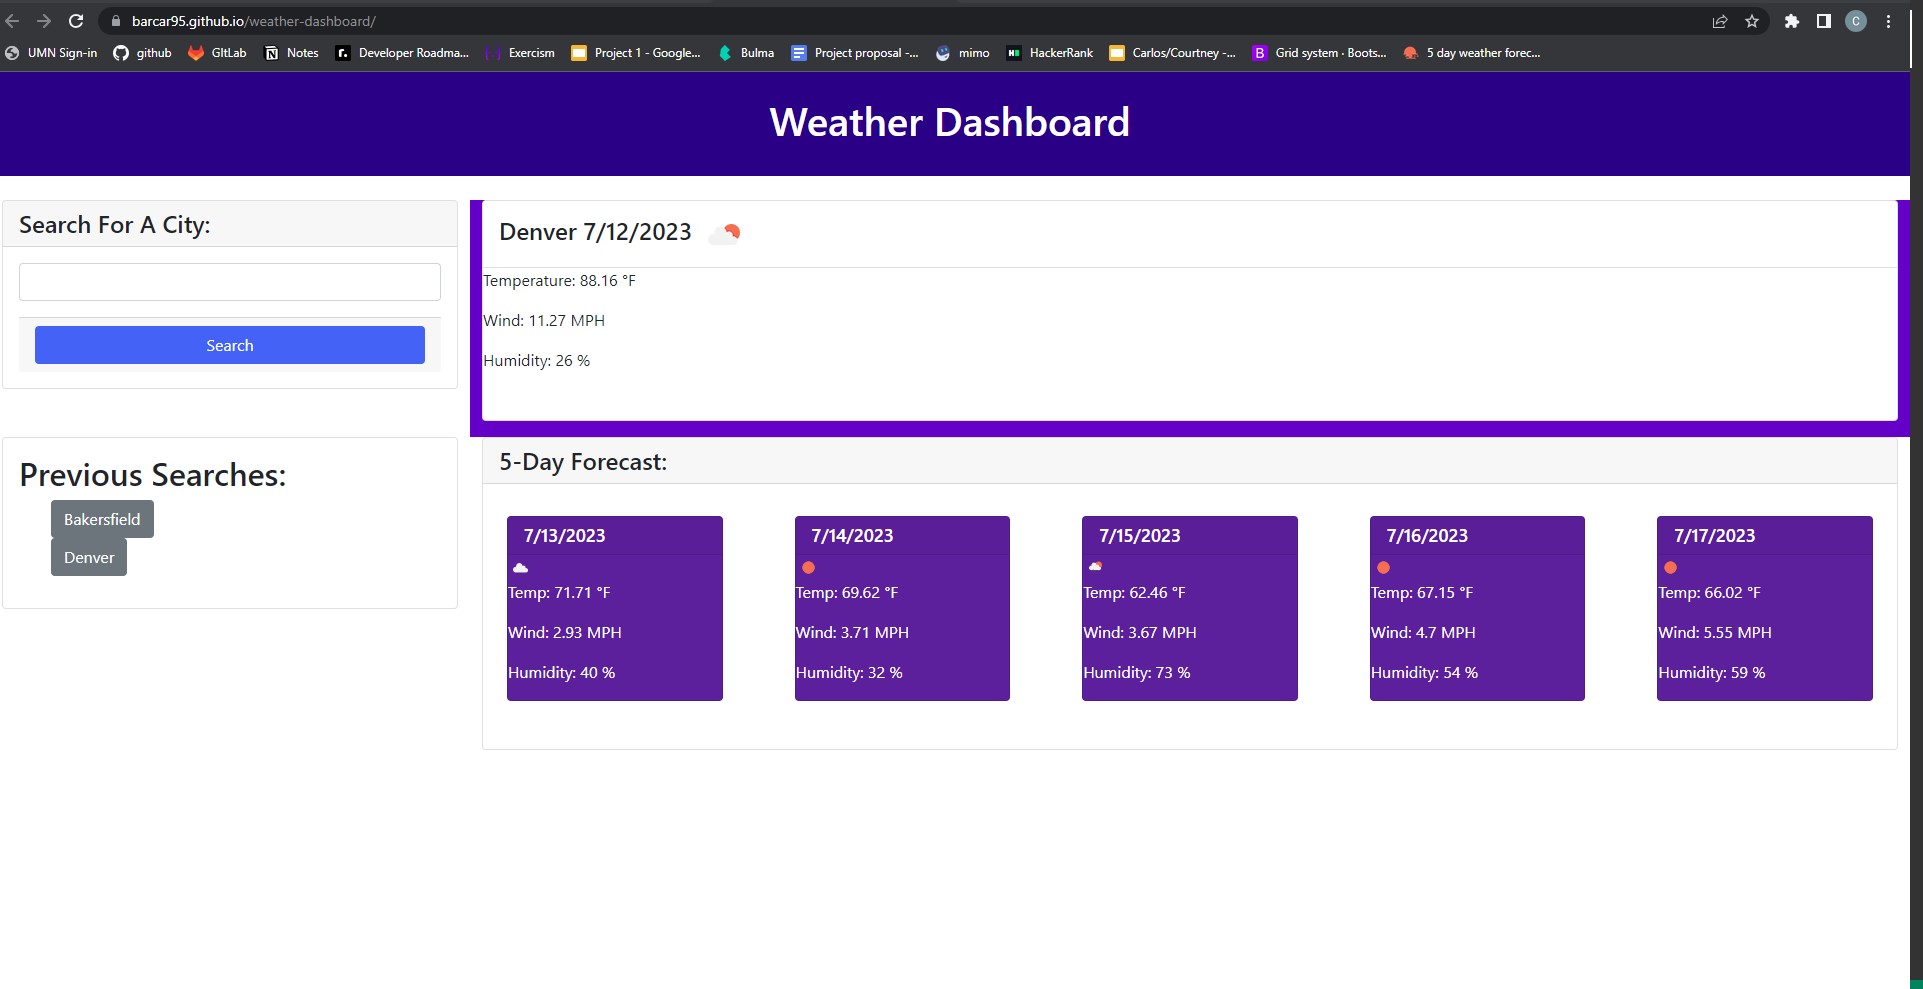 barcar95.github.io/weather-dashboard/
C
UMN Sign-in github GItLab Notes Developer Roadma... Exercism Project 1 - Google... Bulma Project proposal -... mimo HackerRank Carlos/Courtney -... B Grid system · Boots... 5 day weather forec...
Weather Dashboard
Search For A City:
Search
Previous Searches:
Bakersfield
Denver
Denver 7/12/2023
Temperature: 88.16 °F
Wind: 11.27 MPH
Humidity: 26 %
5-Day Forecast:
7/13/2023
Temp: 71.71 °F
Wind: 2.93 MPH
Humidity: 40 %
7/14/2023
Temp: 69.62 °F
Wind: 3.71 MPH
Humidity: 32 %
7/15/2023
Temp: 62.46 °F
Wind: 3.67 MPH
Humidity: 73 %
7/16/2023
Temp: 67.15 °F
Wind: 4.7 MPH
Humidity: 54 %
7/17/2023
Temp: 66.02 °F
Wind: 5.55 MPH
Humidity: 59 %